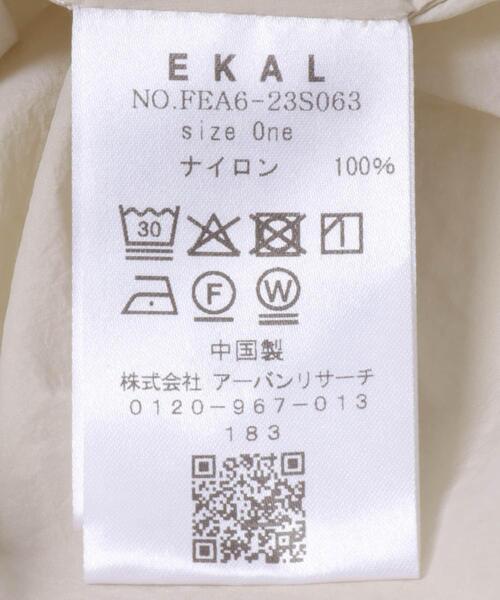 EKAL
NO.FEA6-23S063
size One
ナイロン 100%
30
F W
中国製
株式会社 アーバンリサーチ
0120-967-013
183